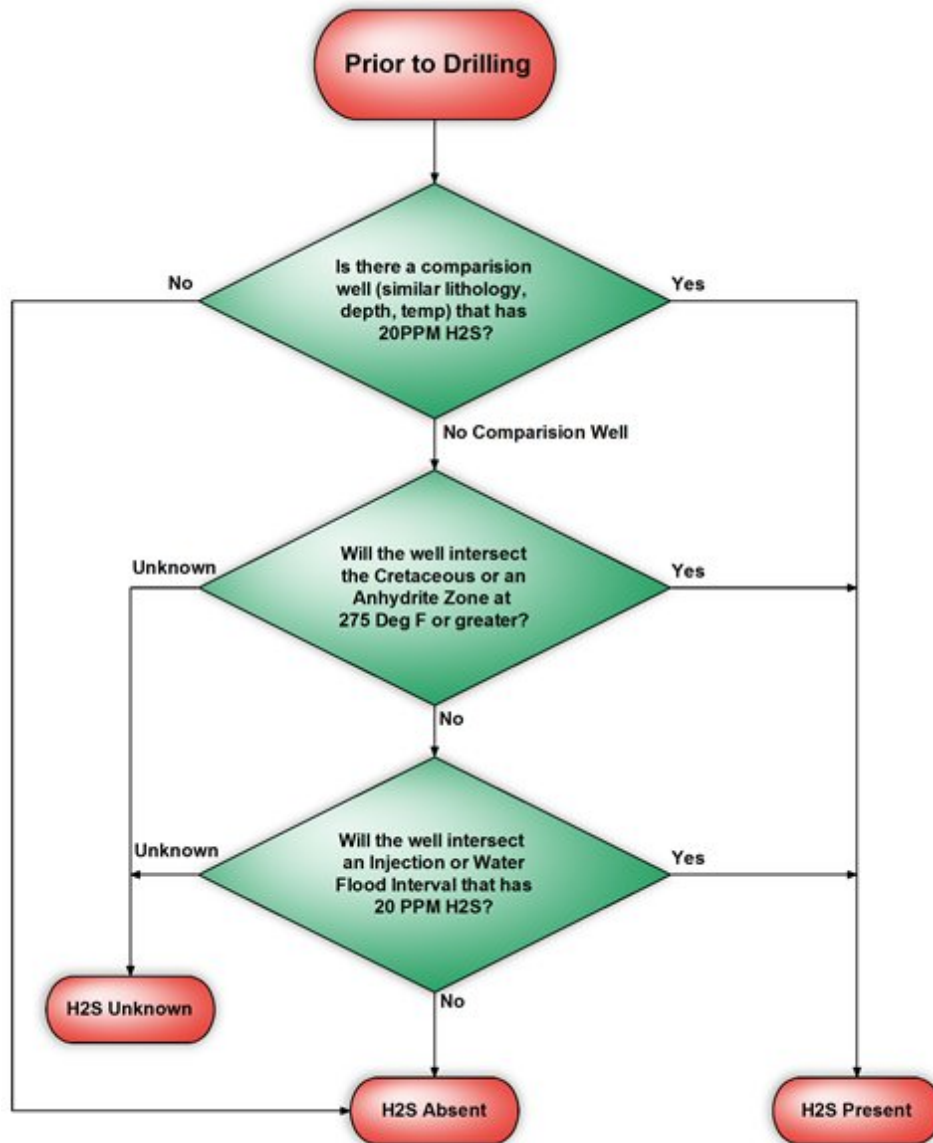 Prior to Drilling
Is there a comparision
well (similar lithology,
depth, temp) that has
20PPM H2S?
No
Yes
No Comparision Well
Will the well intersect
the Cretaceous or an
Anhydrite Zone at
275 Deg F or greater?
Unknown
Yes
No
Will the well intersect
an Injection or Water
Flood Interval that has
20 PPM H2S?
Unknown
Yes
No
H2S Unknown
H2S Absent
H2S Present